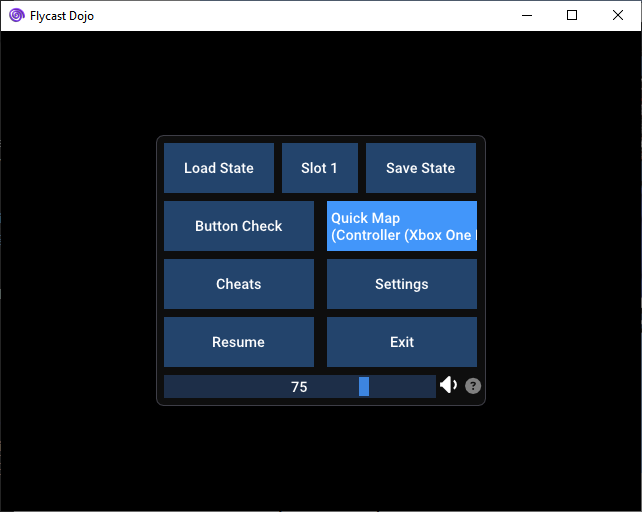 Flycast Dojo
Load State
Slot 1
Save State
Button Check
Quick Map
(Controller (Xbox One
Cheats
Settings
Resume
Exit
75
?